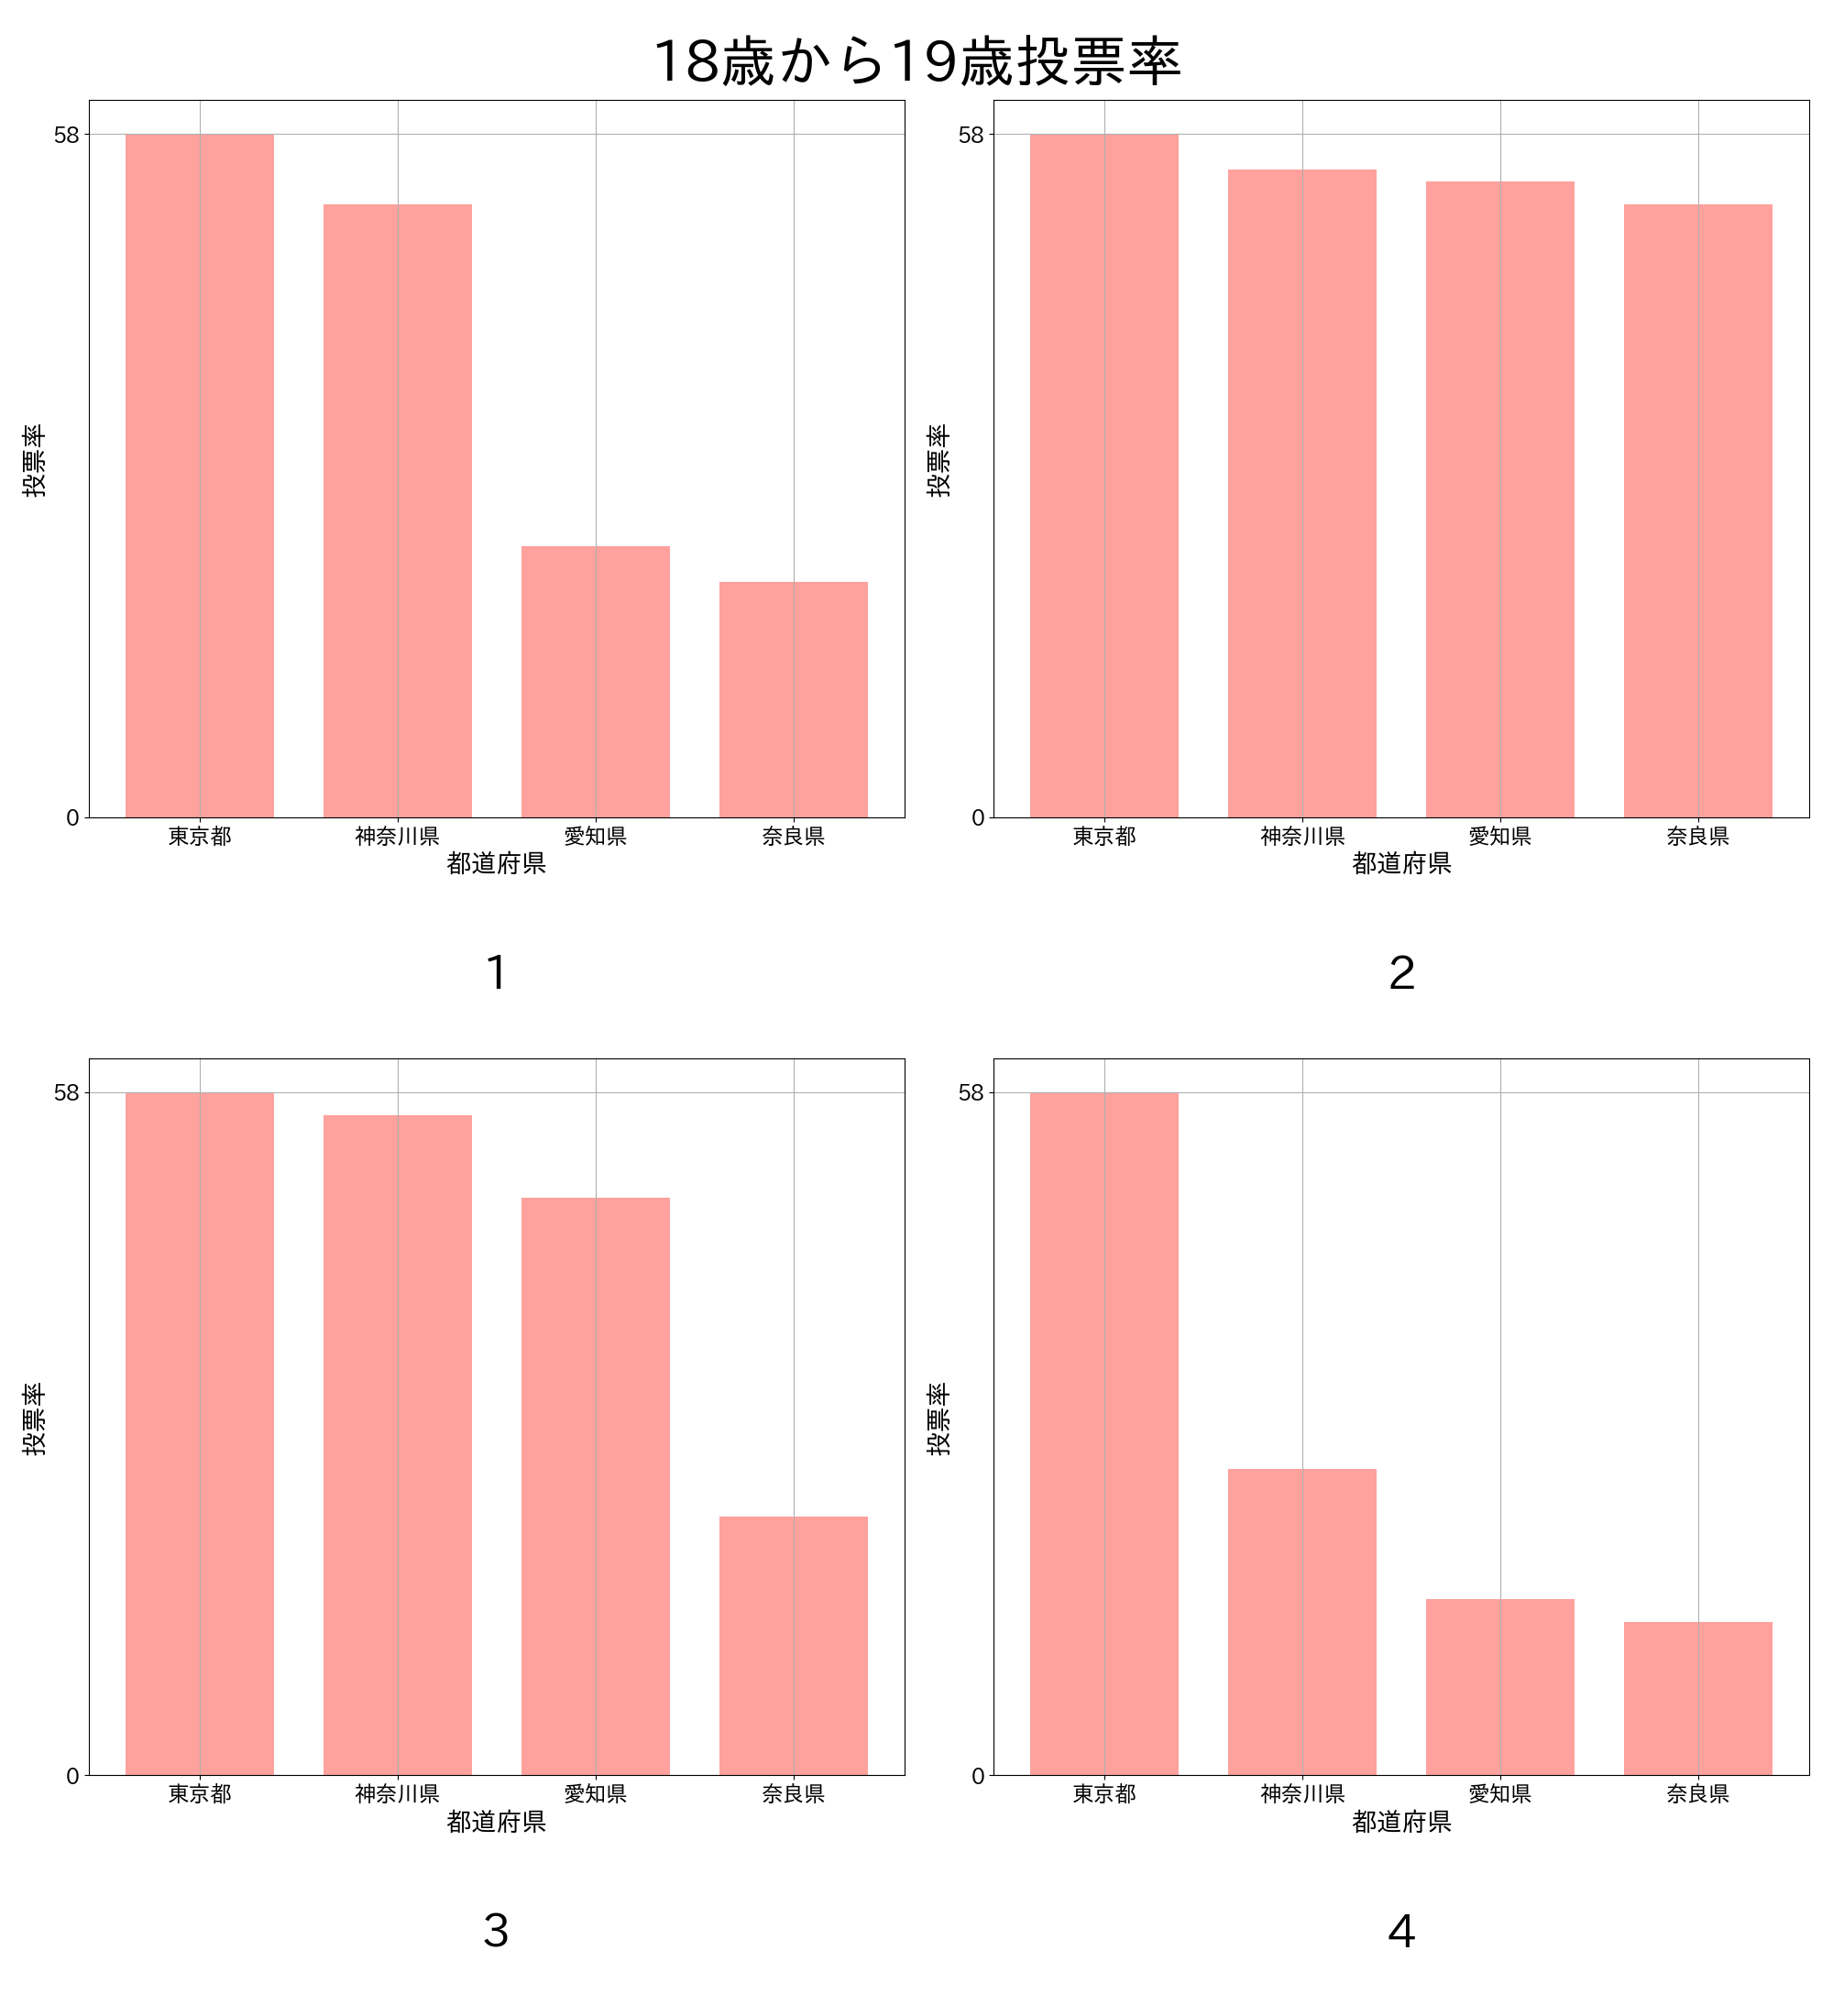 18歳から19歳投票率
58
0
投票率
東京都 神奈川県 愛知県 奈良県
都道府県
1
58
0
投票率
東京都 神奈川県 愛知県 奈良県
都道府県
2
58
0
投票率
東京都 神奈川県 愛知県 奈良県
都道府県
3
58
0
投票率
東京都 神奈川県 愛知県 奈良県
都道府県
4